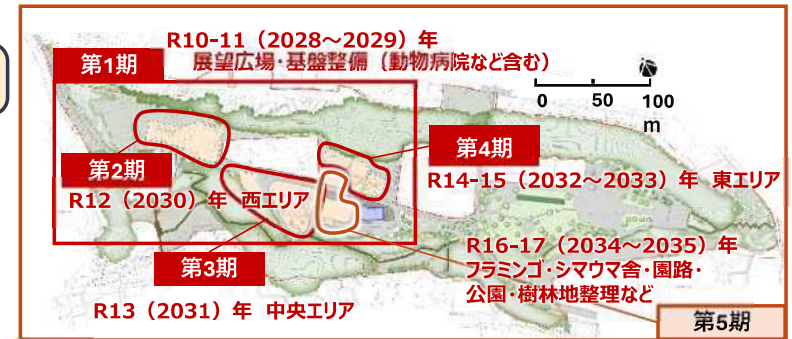 R10-11（2028～2029）年
第1期
展望広場・基盤整備（動物病院など含む）
0 50 100
m
第2期
第4期
R12（2030）年 西エリア
R14-15（2032～2033）年 東エリア
第3期
R16-17（2034～2035）年
フラミンゴ・シマウマ舎・園路・
公園・樹林地整理など
R13（2031）年 中央エリア
第5期